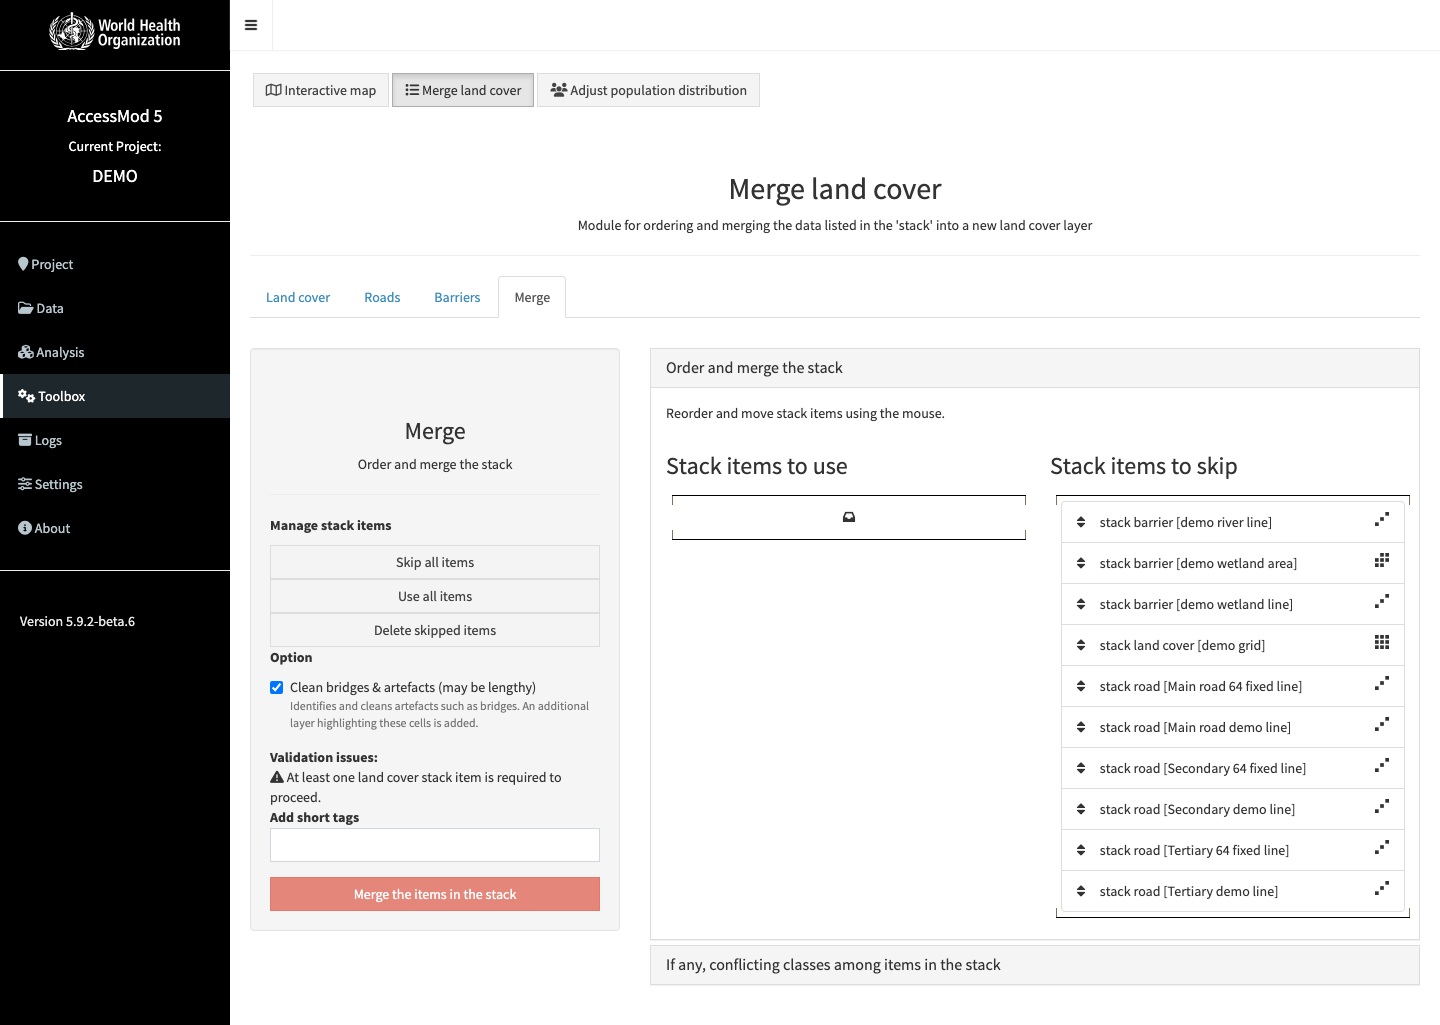 World Health
Organization
AccessMod 5
Current Project:
DEMO
Project
Data
Analysis
Toolbox
Logs
Settings
About
Version 5.9.2-beta.6
Interactive map
Merge land cover
Adjust population distribution
Merge land cover
Module for ordering and merging the data listed in the 'stack' into a new land cover layer
Land cover
Roads
Barriers
Merge
Merge
Order and merge the stack
Manage stack items
Skip all items
Use all items
Delete skipped items
Option
Clean bridges & artefacts (may be lengthy)
Identifies and cleans artefacts such as bridges. An additional
layer highlighting these cells is added.
Validation issues:
At least one land cover stack item is required to
proceed.
Add short tags
Merge the items in the stack
Order and merge the stack
Reorder and move stack items using the mouse.
Stack items to use
Stack items to skip
stack barrier [demo river line]
stack barrier [demo wetland area]
stack barrier [demo wetland line]
stack land cover [demo grid]
stack road [Main road 64 fixed line]
stack road [Main road demo line]
stack road [Secondary 64 fixed line]
stack road [Secondary demo line]
stack road [Tertiary 64 fixed line]
stack road [Tertiary demo line]
If any, conflicting classes among items in the stack